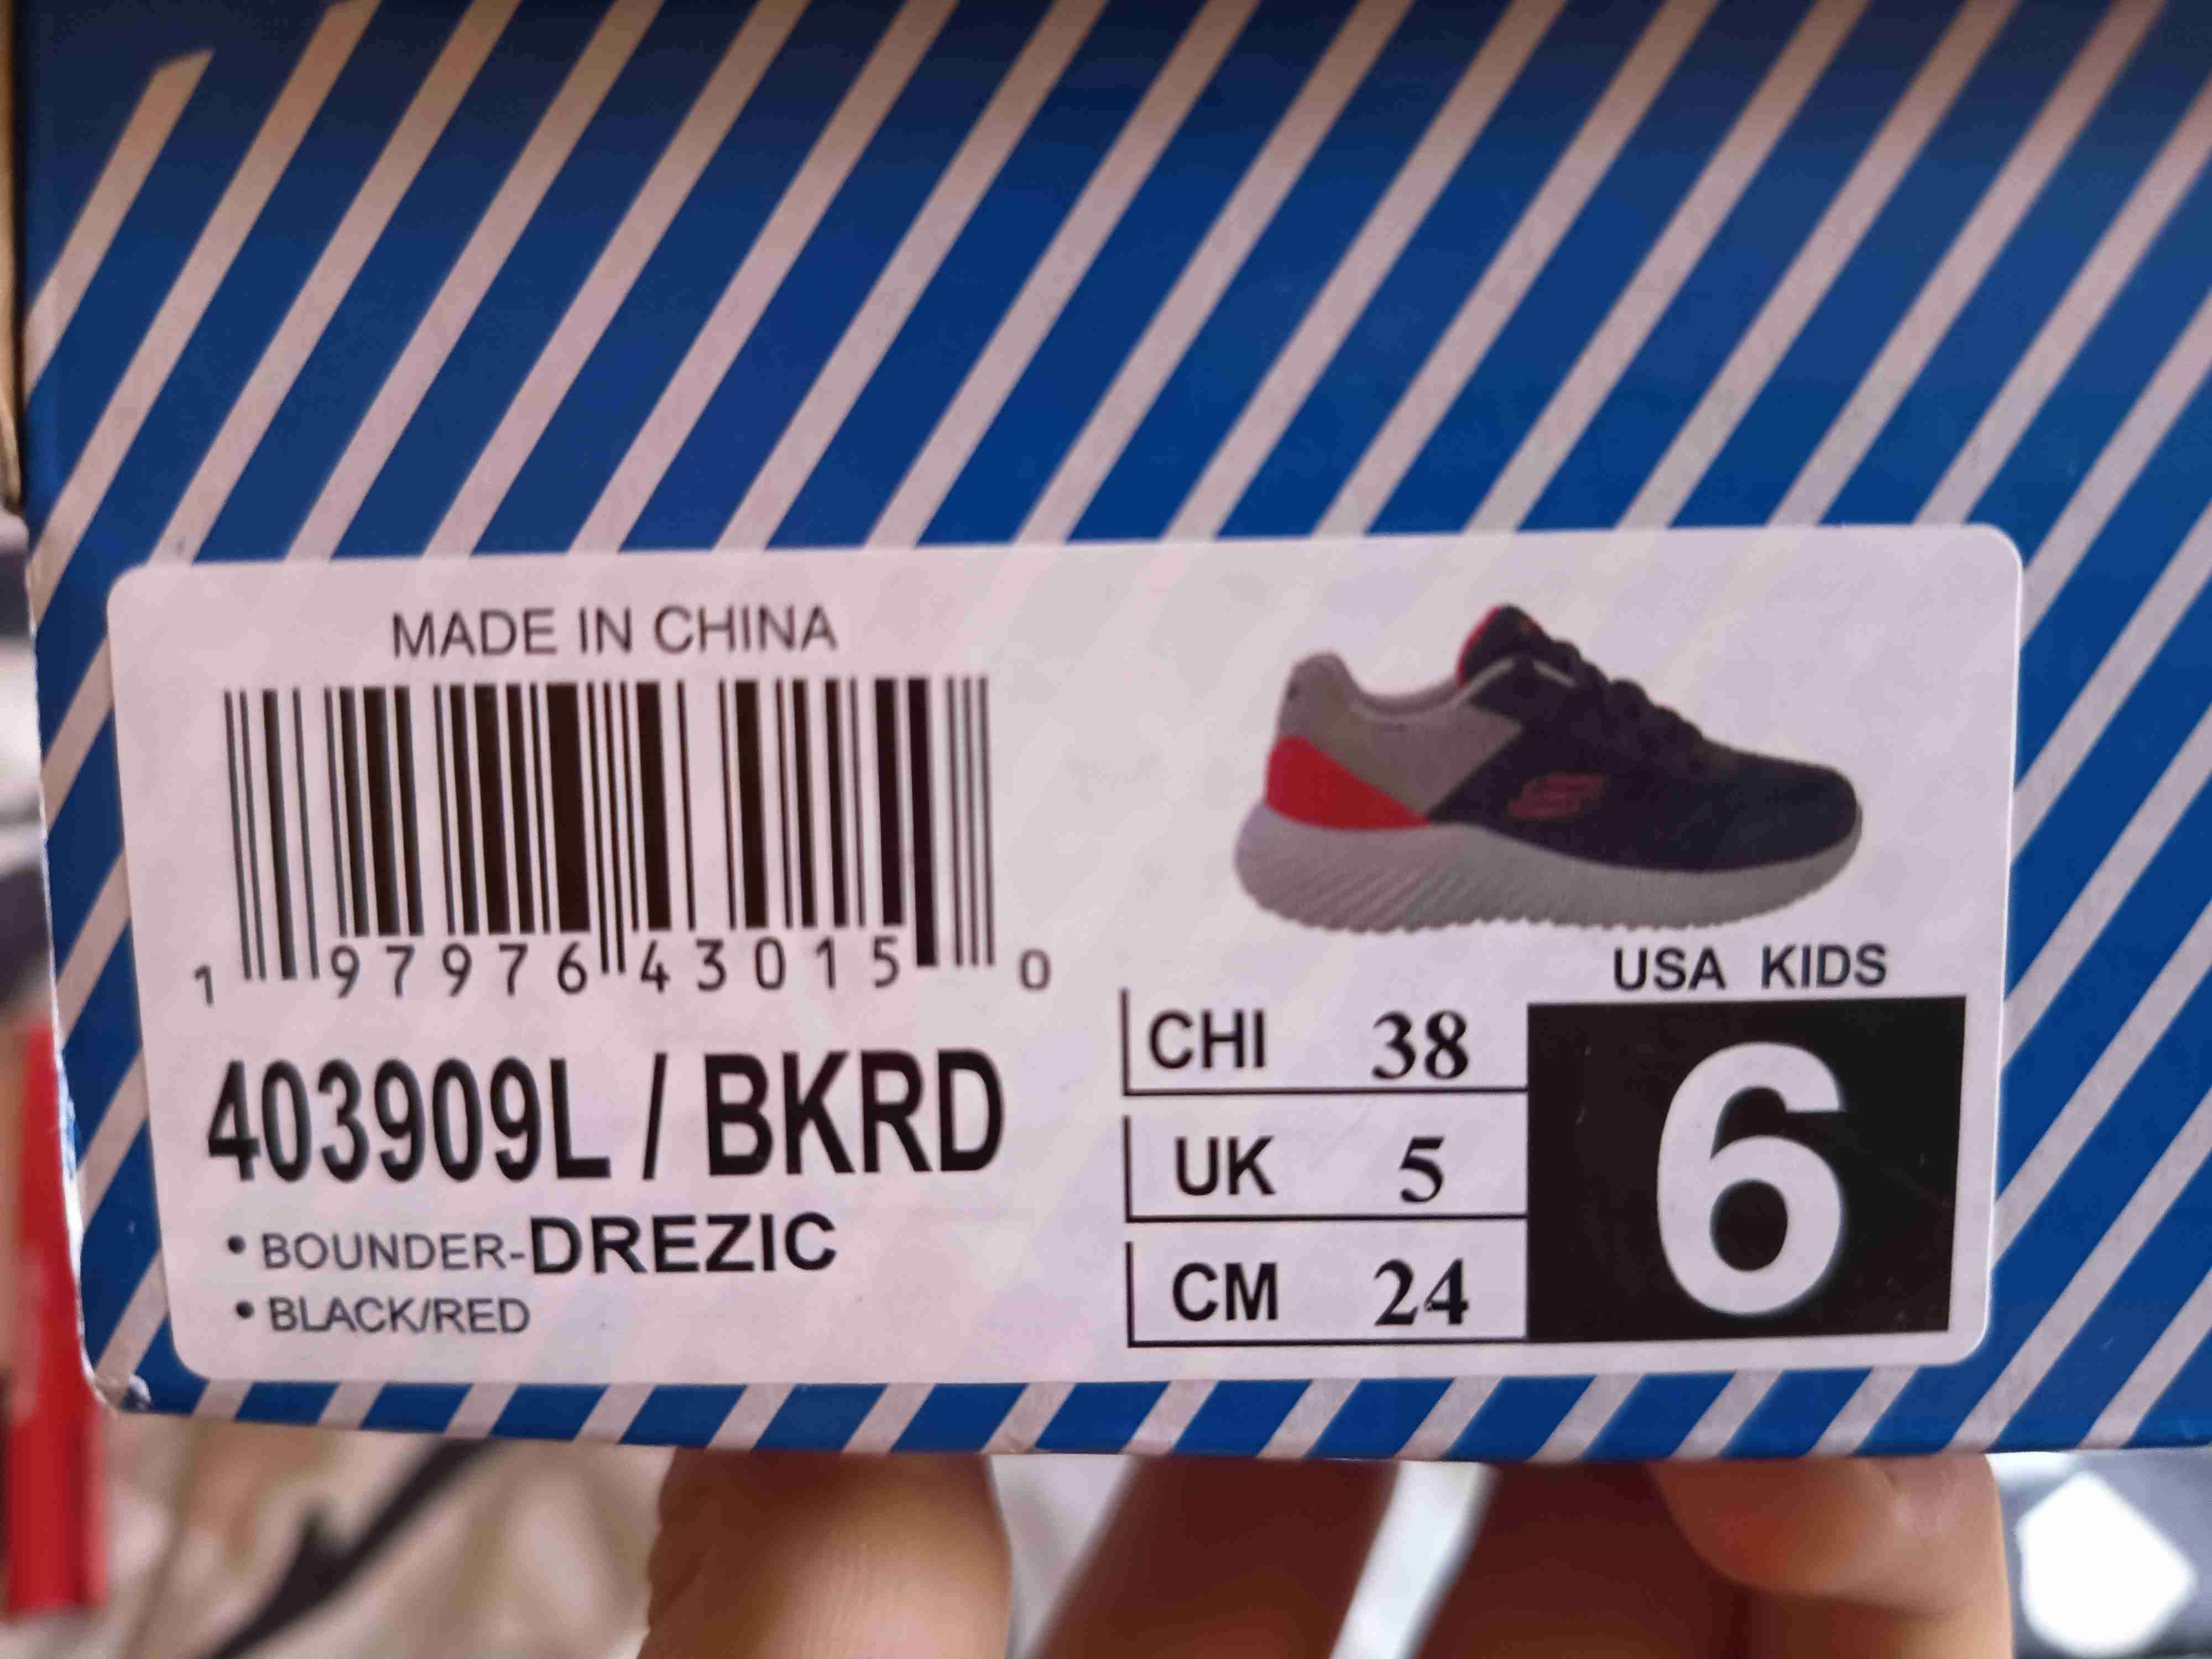 MADE IN CHINA
1 97976 43015 0
403909L / BKRD
• BOUNDER-DREZIC
• BLACK/RED
USA KIDS
CHI 38
UK 5
CM 24
6